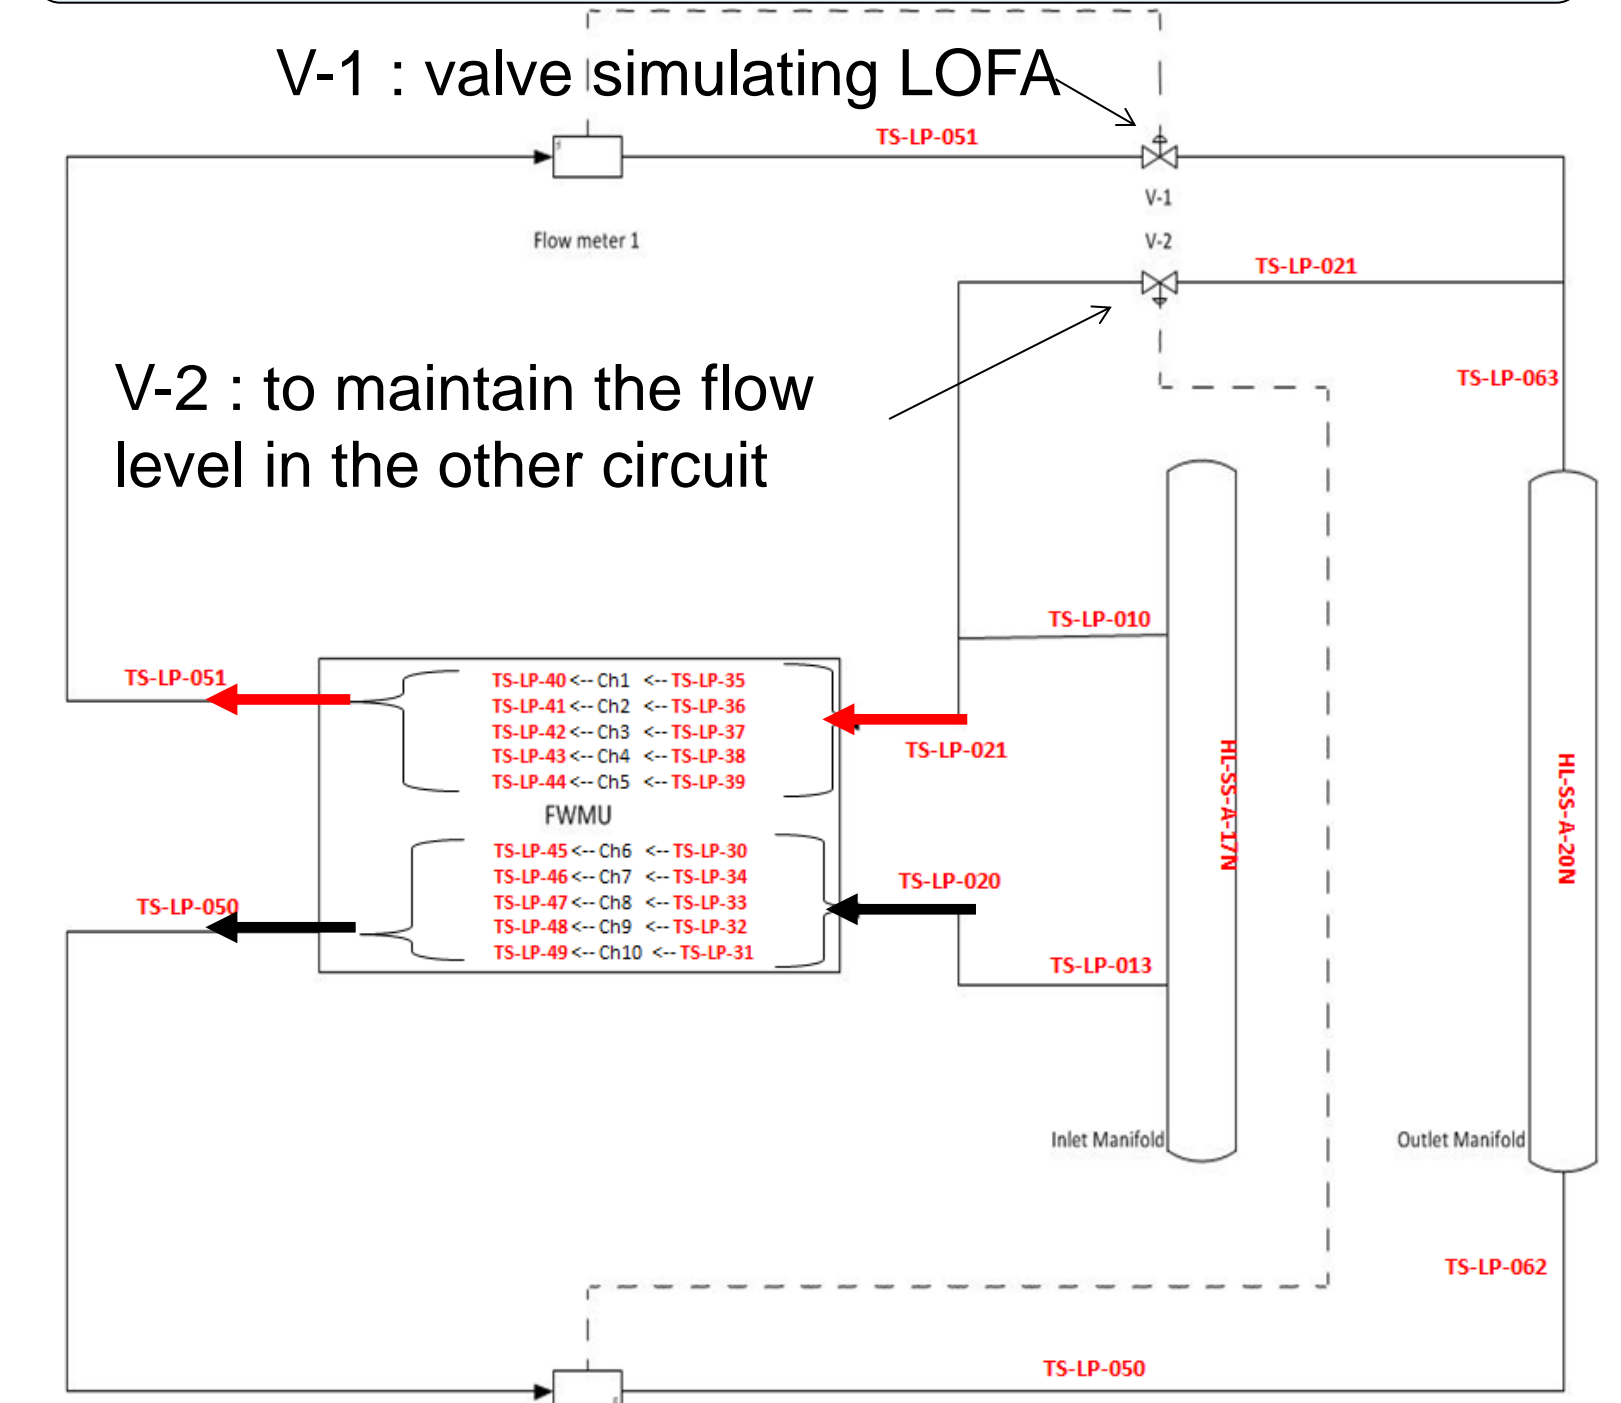 V-1 : valve simulating LOFA
TS-LP-051
V-1
Flow meter 1
V-2
TS-LP-021
V-2 : to maintain the flow
level in the other circuit
TS-LP-063
TS-LP-010
TS-LP-051
TS-LP-40 <-- Ch1 <-- TS-LP-35
TS-LP-41 <-- Ch2 <-- TS-LP-36
TS-LP-42 <-- Ch3 <-- TS-LP-37
TS-LP-43 <-- Ch4 <-- TS-LP-38
TS-LP-44 <-- Ch5 <-- TS-LP-39
TS-LP-021
HL-SS-A-17N
HL-SS-A-20N
FWMU
TS-LP-45 <-- Ch6 <-- TS-LP-30
TS-LP-46 <-- Ch7 <-- TS-LP-34
TS-LP-47 <-- Ch8 <-- TS-LP-33
TS-LP-48 <-- Ch9 <-- TS-LP-32
TS-LP-49 <-- Ch10 <-- TS-LP-31
TS-LP-020
TS-LP-050
TS-LP-013
Inlet Manifold
Outlet Manifold
TS-LP-062
TS-LP-050